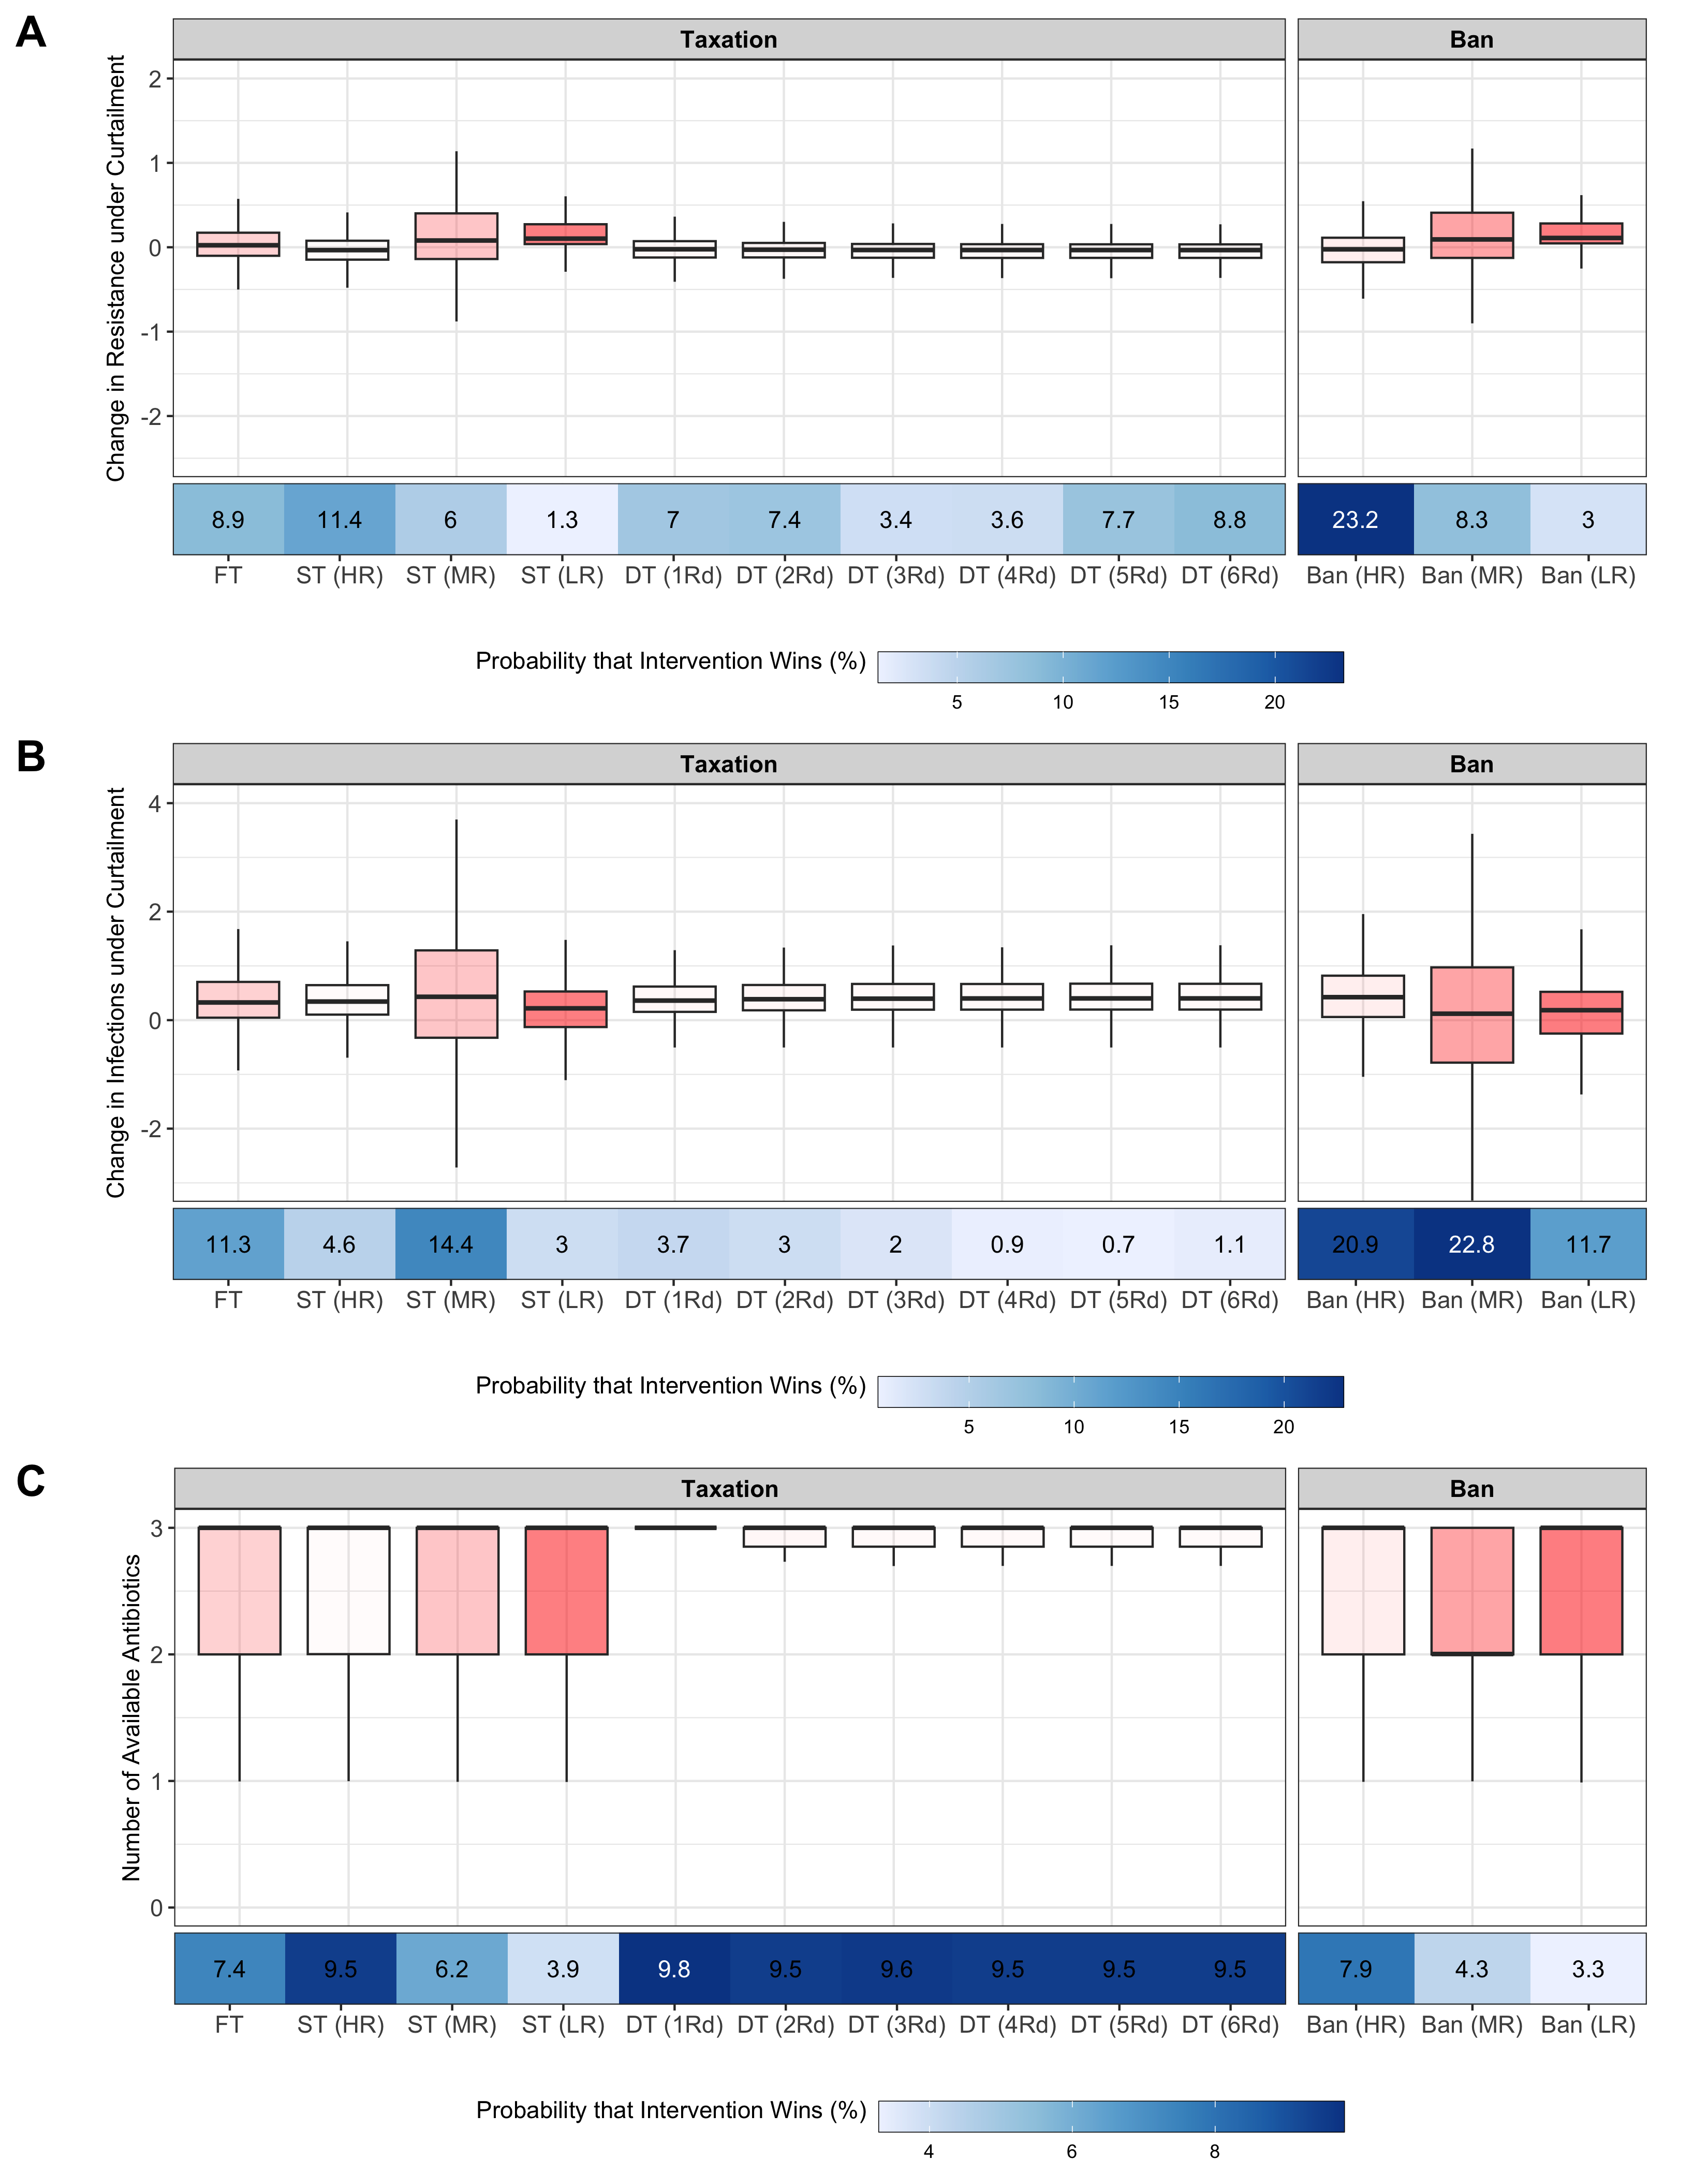 A
Taxation
Ban
Change in Resistance under Curtailment
2
1
0
-1
-2
8.9 11.4 6 1.3 7 7.4 3.4 3.6 7.7 8.8 23.2 8.3 3
FT ST (HR) ST (MR) ST (LR) DT (1Rd) DT (2Rd) DT (3Rd) DT (4Rd) DT (5Rd) DT (6Rd) Ban (HR) Ban (MR) Ban (LR)
Probability that Intervention Wins (%)
5 10 15 20
B
Taxation
Ban
Change in Infections under Curtailment
4
2
0
-2
11.3 4.6 14.4 3 3.7 3 2 0.9 0.7 1.1 20.9 22.8 11.7
FT ST (HR) ST (MR) ST (LR) DT (1Rd) DT (2Rd) DT (3Rd) DT (4Rd) DT (5Rd) DT (6Rd) Ban (HR) Ban (MR) Ban (LR)
Probability that Intervention Wins (%)
5 10 15 20
C
Taxation
Ban
Number of Available Antibiotics
3
2
1
0
7.4 9.5 6.2 3.9 9.8 9.5 9.6 9.5 9.5 9.5 7.9 4.3 3.3
FT ST (HR) ST (MR) ST (LR) DT (1Rd) DT (2Rd) DT (3Rd) DT (4Rd) DT (5Rd) DT (6Rd) Ban (HR) Ban (MR) Ban (LR)
Probability that Intervention Wins (%)
4 6 8